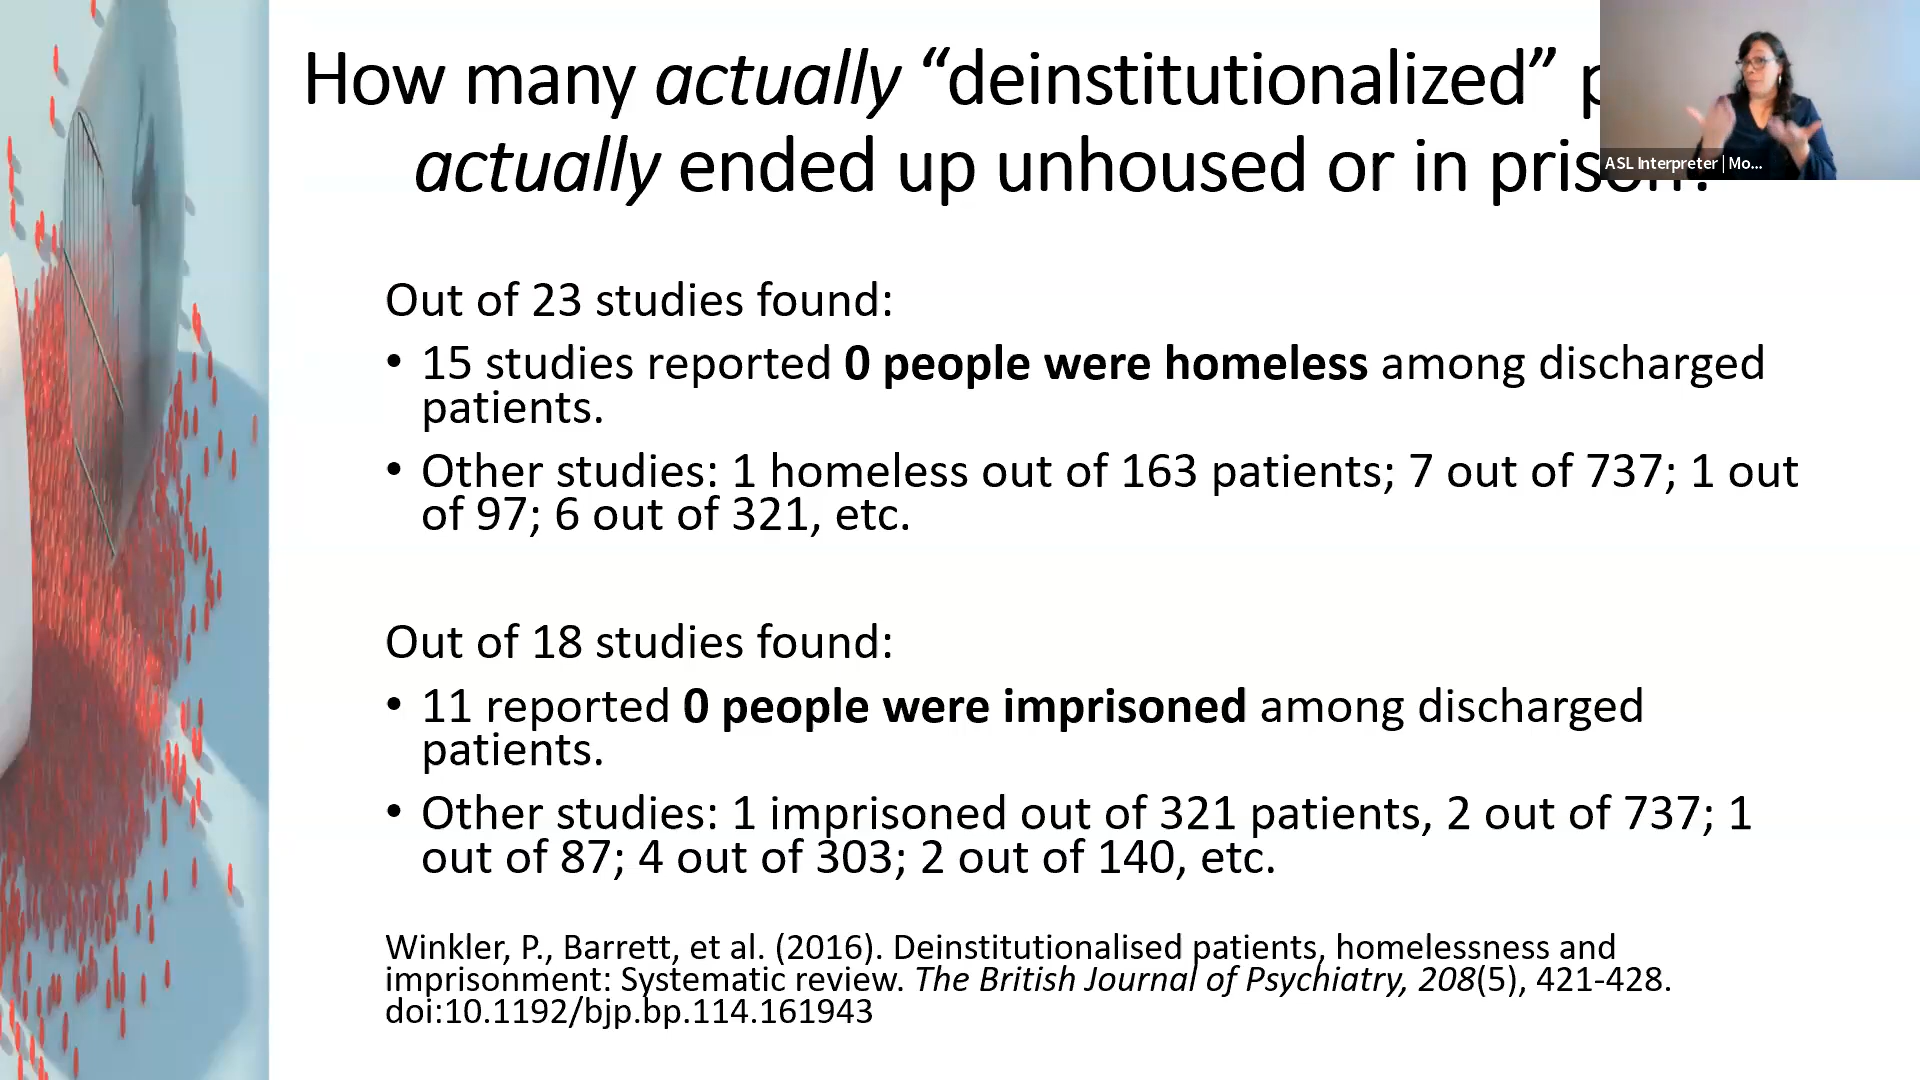 How many actually “deinstitutionalized” p
ASL Interpreter | Mo...
actually ended up unhoused or in prison?
Out of 23 studies found:
• 15 studies reported 0 people were homeless among discharged
patients.
• Other studies: 1 homeless out of 163 patients; 7 out of 737; 1 out
of 97; 6 out of 321, etc.
Out of 18 studies found:
• 11 reported 0 people were imprisoned among discharged
patients.
• Other studies: 1 imprisoned out of 321 patients, 2 out of 737; 1
out of 87; 4 out of 303; 2 out of 140, etc.
Winkler, P., Barrett, et al. (2016). Deinstitutionalised patients, homelessness and
imprisonment: Systematic review. The British Journal of Psychiatry, 208(5), 421-428.
doi:10.1192/bjp.bp.114.161943